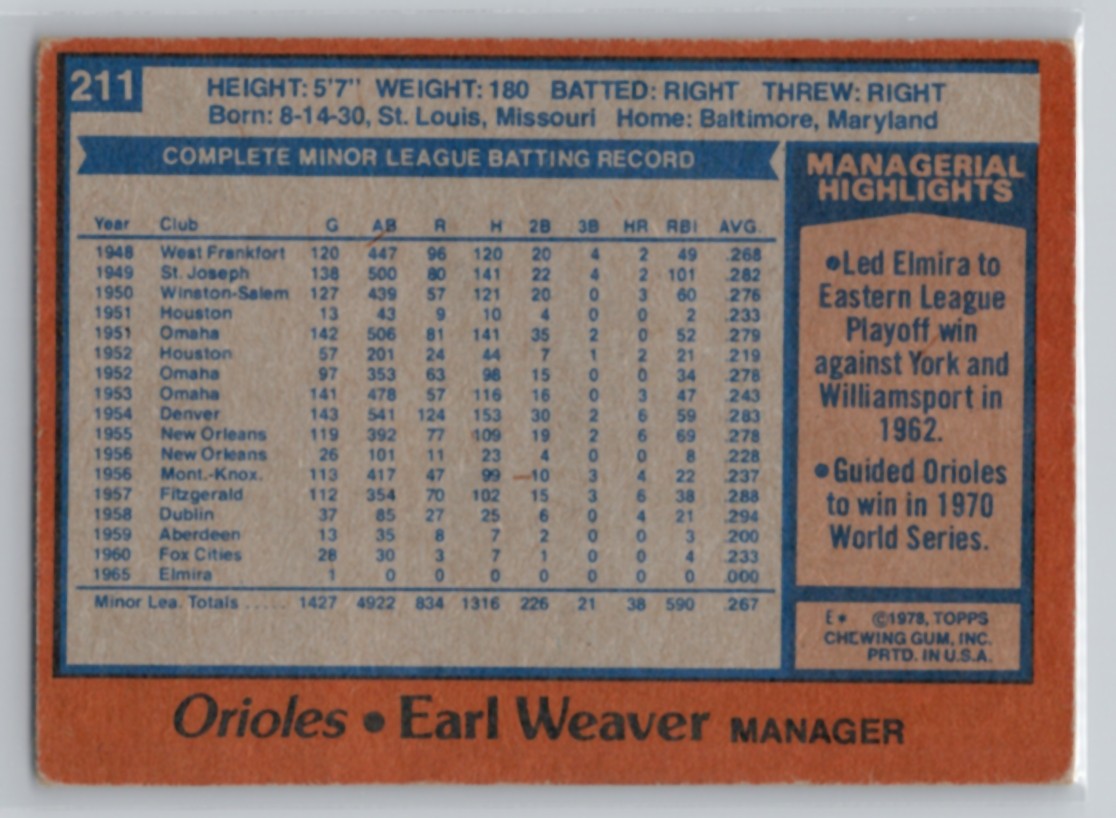 211
HEIGHT: 5'7" WEIGHT: 180 BATTED: RIGHT THREW: RIGHT
Born: 8-14-30, St. Louis, Missouri Home: Baltimore, Maryland
COMPLETE MINOR LEAGUE BATTING RECORD
Year Club G AB R H 2B 3B HR RBI AVG.
1948 West Frankfort 120 447 96 120 20 4 2 49 .268
1949 St. Joseph 138 500 80 141 22 4 2 101 .282
1950 Winston-Salem 127 439 57 121 20 0 3 60 .276
1951 Houston 13 43 9 10 4 0 0 2 .233
1951 Omaha 142 506 81 141 35 2 0 52 .279
1952 Houston 57 201 24 44 7 1 2 21 .219
1952 Omaha 97 353 63 98 15 0 0 34 .278
1953 Omaha 141 478 57 116 16 0 3 47 .243
1954 Denver 143 541 124 153 30 2 6 59 .283
1955 New Orleans 119 392 77 109 19 2 6 69 .278
1956 New Orleans 26 101 11 23 4 0 0 8 .228
1956 Mont.-Knox. 113 417 47 99 10 3 4 22 .237
1957 Fitzgerald 112 354 70 102 15 3 6 38 .288
1958 Dublin 37 85 27 25 6 0 4 21 .294
1959 Aberdeen 13 35 8 7 2 0 0 3 .200
1960 Fox Cities 28 30 3 7 1 0 0 4 .233
1965 Elmira 1 0 0 0 0 0 0 0 .000
Minor Lea. Totals ..... 1427 4922 834 1316 226 21 38 590 .267
MANAGERIAL
HIGHLIGHTS
•Led Elmira to
Eastern League
Playoff win
against York and
Williamsport in
1962.
•Guided Orioles
to win in 1970
World Series.
E* ©1978, TOPPS
CHEWING GUM, INC.
PRTD. IN U.S.A.
Orioles • Earl Weaver MANAGER